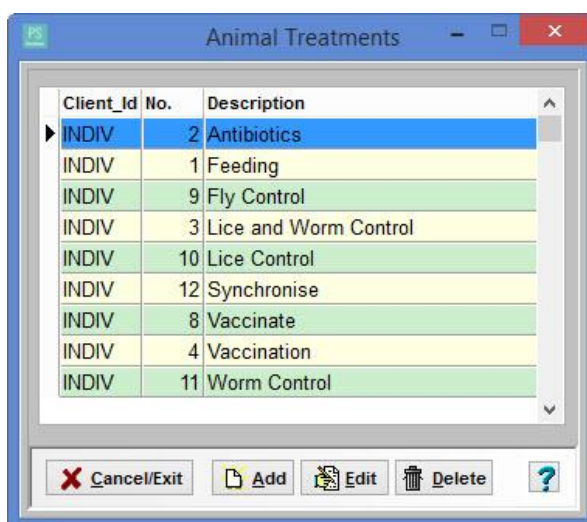 PS
Animal Treatments
Client_Id No. Description
INDIV 2 Antibiotics
INDIV 1 Feeding
INDIV 9 Fly Control
INDIV 3 Lice and Worm Control
INDIV 10 Lice Control
INDIV 12 Synchronise
INDIV 8 Vaccinate
INDIV 4 Vaccination
INDIV 11 Worm Control
Cancel/Exit Add Edit Delete ?